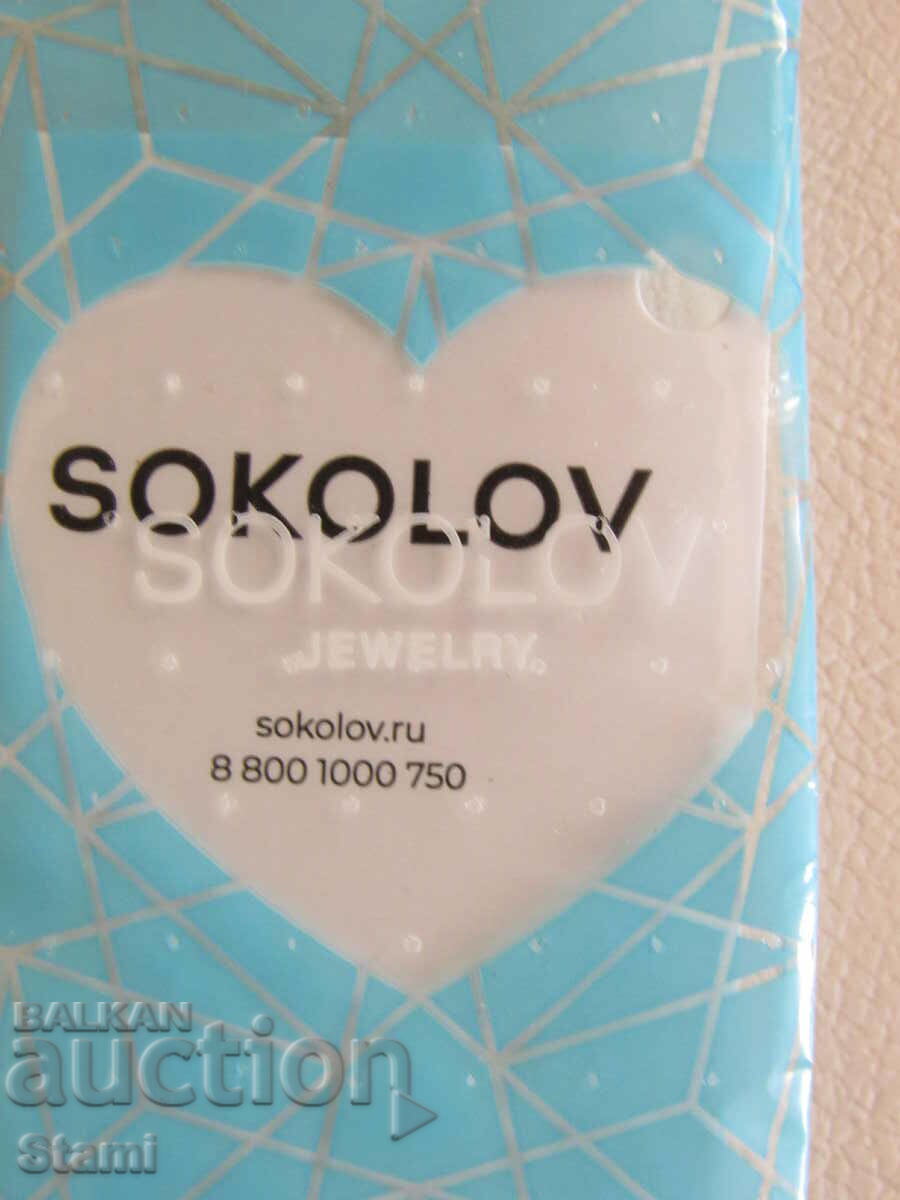 SOKOLOV
SOKOLOV
JEWELRY
sokolov.ru
8 800 1000 750
BALKAN
auction
Stami